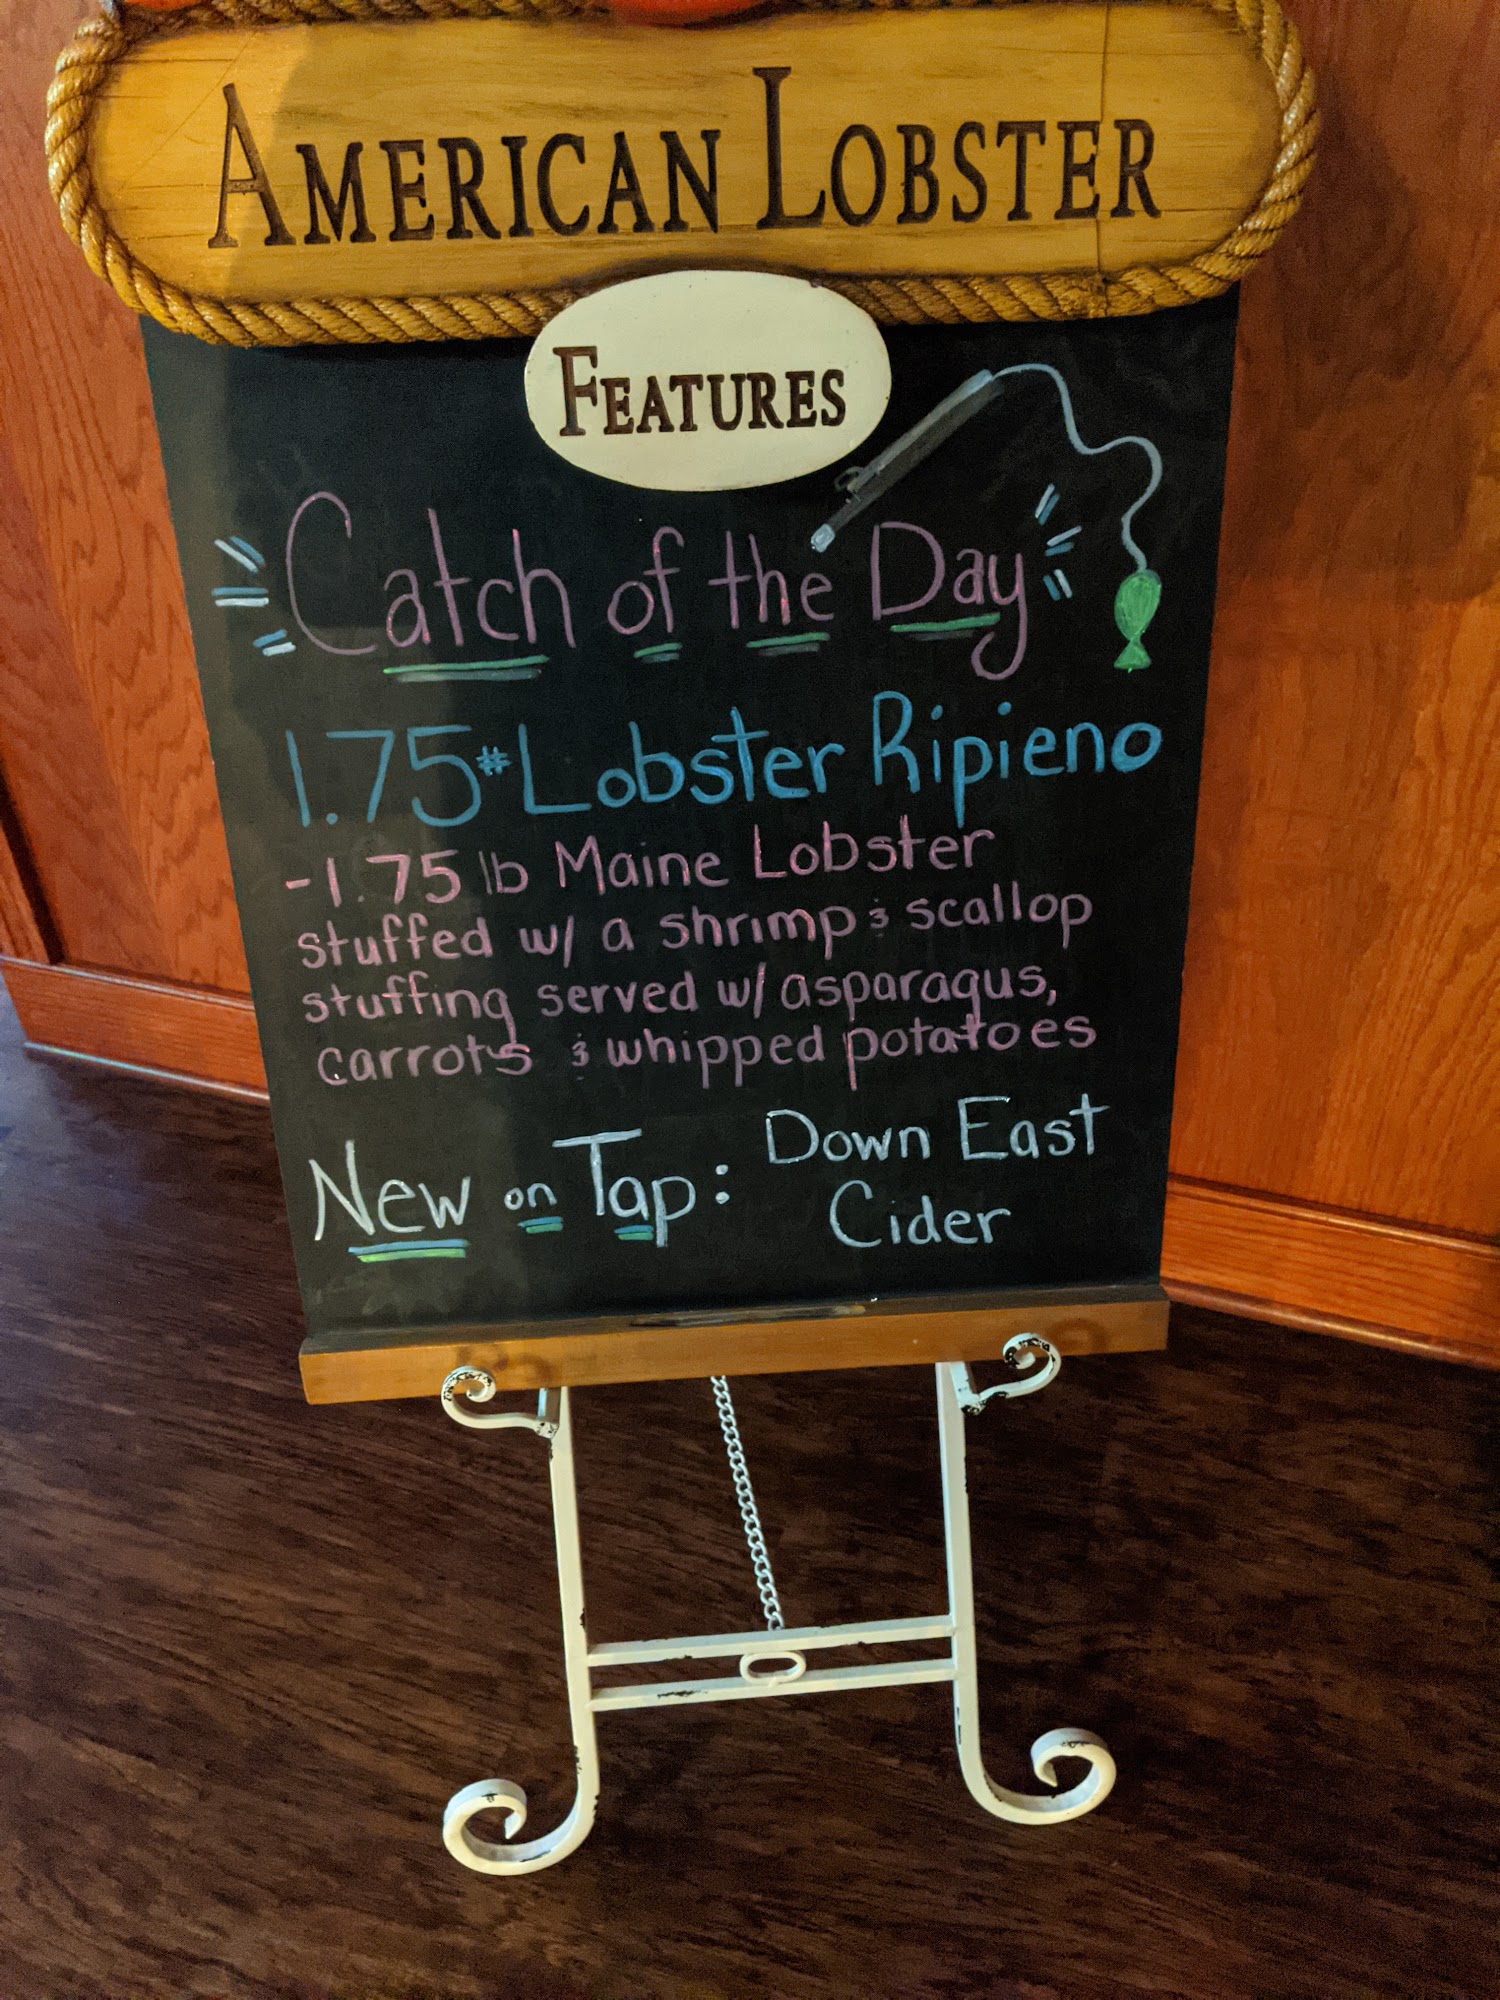 AMERICAN LOBSTER
FEATURES
Catch of the Day
1.75# Lobster Ripieno
-1.75 lb Maine Lobster
stuffed w/ a shrimp & scallop
stuffing served w/ asparagus,
carrots & whipped potatoes
New on Tap: Down East
Cider